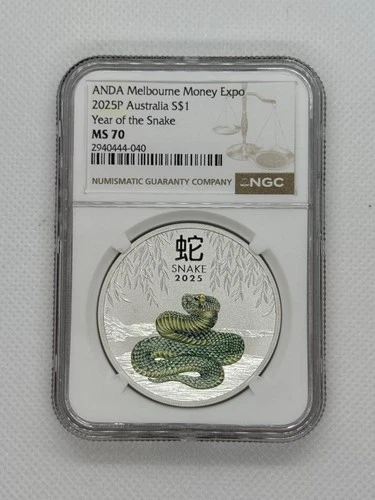 ANDA Melbourne Money Expo
2025P Australia S$1
Year of the Snake
MS 70
2940444-040
NUMISMATIC GUARANTY COMPANY NGC
蛇
SNAKE
2025